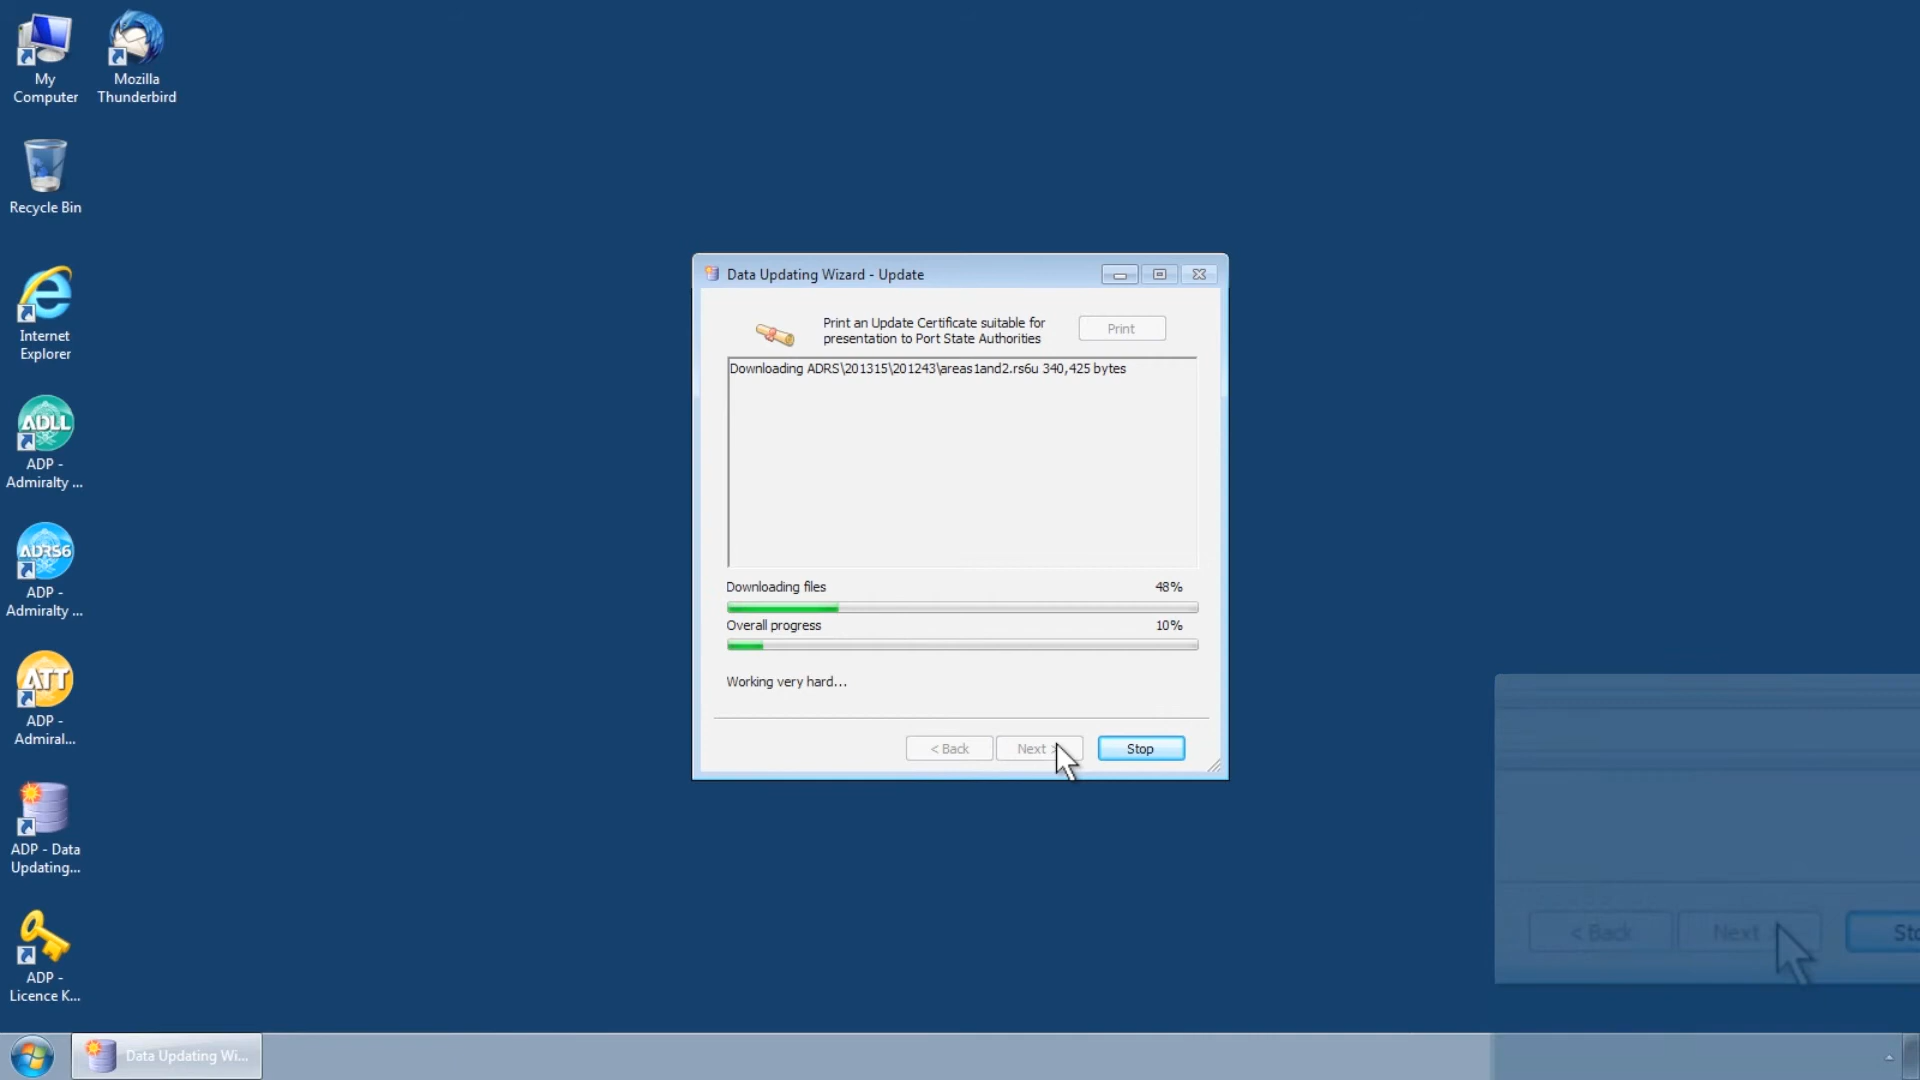 My
Computer
Mozilla
Thunderbird
Recycle Bin
Internet
Explorer
ADLL
ADP -
Admiralty ...
ADRS6
ADP -
Admiralty ...
ATT
ADP -
Admiral...
ADP - Data
Updating...
ADP -
Licence K...
Data Updating Wizard - Update
Print an Update Certificate suitable for
presentation to Port State Authorities
Print
Downloading ADRS\201315\201243\areas1and2.rs6u 340,425 bytes
Downloading files 48%
Overall progress 10%
Working very hard...
< Back Next > Stop
< Back Next Sto
Data Updating Wi...